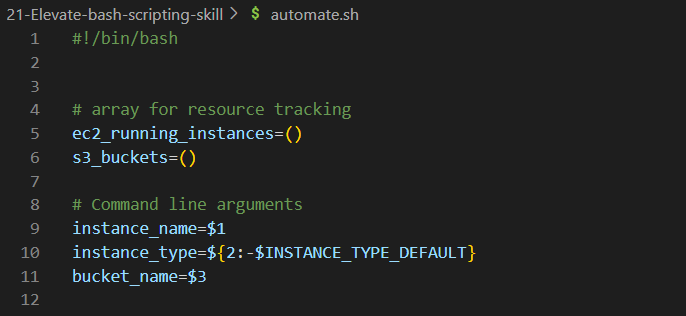 21-Elevate-bash-scripting-skill > $ automate.sh
1 #!/bin/bash
2
3
4 # array for resource tracking
5 ec2_running_instances=()
6 s3_buckets=()
7
8 # Command line arguments
9 instance_name=$1
10 instance_type=${2:-$INSTANCE_TYPE_DEFAULT}
11 bucket_name=$3
12